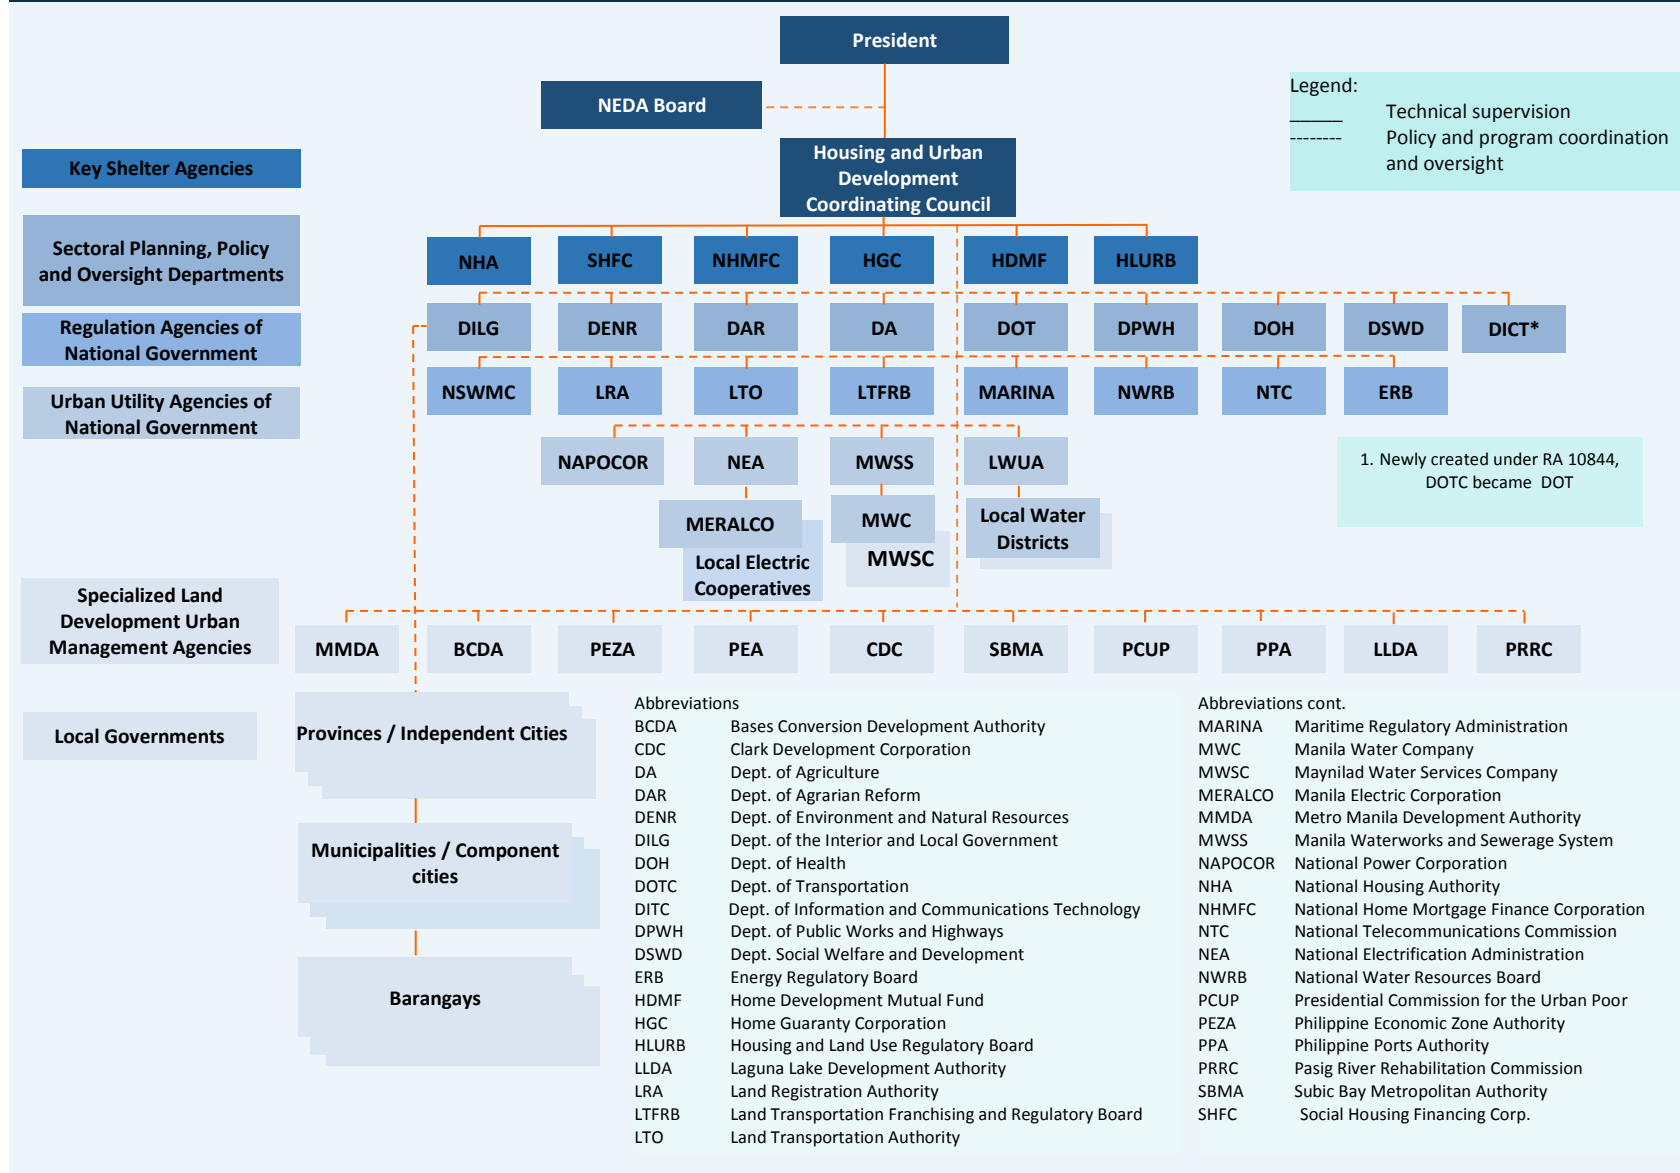 President
NEDA Board
Legend:
______ Technical supervision
-------- Policy and program coordination
and oversight
Housing and Urban
Development
Coordinating Council
Key Shelter Agencies
Sectoral Planning, Policy
and Oversight Departments
NHA SHFC NHMFC HGC HDMF HLURB
Regulation Agencies of
National Government
DILG DENR DAR DA DOT DPWH DOH DSWD DICT*
Urban Utility Agencies of
National Government
NSWMC LRA LTO LTFRB MARINA NWRB NTC ERB
NAPOCOR NEA MWSS LWUA
1. Newly created under RA 10844,
DOTC became DOT
MERALCO
Local Electric
Cooperatives
MWC
MWSC
Local Water
Districts
Specialized Land
Development Urban
Management Agencies
MMDA BCDA PEZA PEA CDC SBMA PCUP PPA LLDA PRRC
Local Governments
Provinces / Independent Cities
Municipalities / Component
cities
Barangays
Abbreviations
BCDA Bases Conversion Development Authority
CDC Clark Development Corporation
DA Dept. of Agriculture
DAR Dept. of Agrarian Reform
DENR Dept. of Environment and Natural Resources
DILG Dept. of the Interior and Local Government
DOH Dept. of Health
DOTC Dept. of Transportation
DITC Dept. of Information and Communications Technology
DPWH Dept. of Public Works and Highways
DSWD Dept. Social Welfare and Development
ERB Energy Regulatory Board
HDMF Home Development Mutual Fund
HGC Home Guaranty Corporation
HLURB Housing and Land Use Regulatory Board
LLDA Laguna Lake Development Authority
LRA Land Registration Authority
LTFRB Land Transportation Franchising and Regulatory Board
LTO Land Transportation Authority
Abbreviations cont.
MARINA Maritime Regulatory Administration
MWC Manila Water Company
MWSC Maynilad Water Services Company
MERALCO Manila Electric Corporation
MMDA Metro Manila Development Authority
MWSS Manila Waterworks and Sewerage System
NAPOCOR National Power Corporation
NHA National Housing Authority
NHMFC National Home Mortgage Finance Corporation
NTC National Telecommunications Commission
NEA National Electrification Administration
NWRB National Water Resources Board
PCUP Presidential Commission for the Urban Poor
PEZA Philippine Economic Zone Authority
PPA Philippine Ports Authority
PRRC Pasig River Rehabilitation Commission
SBMA Subic Bay Metropolitan Authority
SHFC Social Housing Financing Corp.